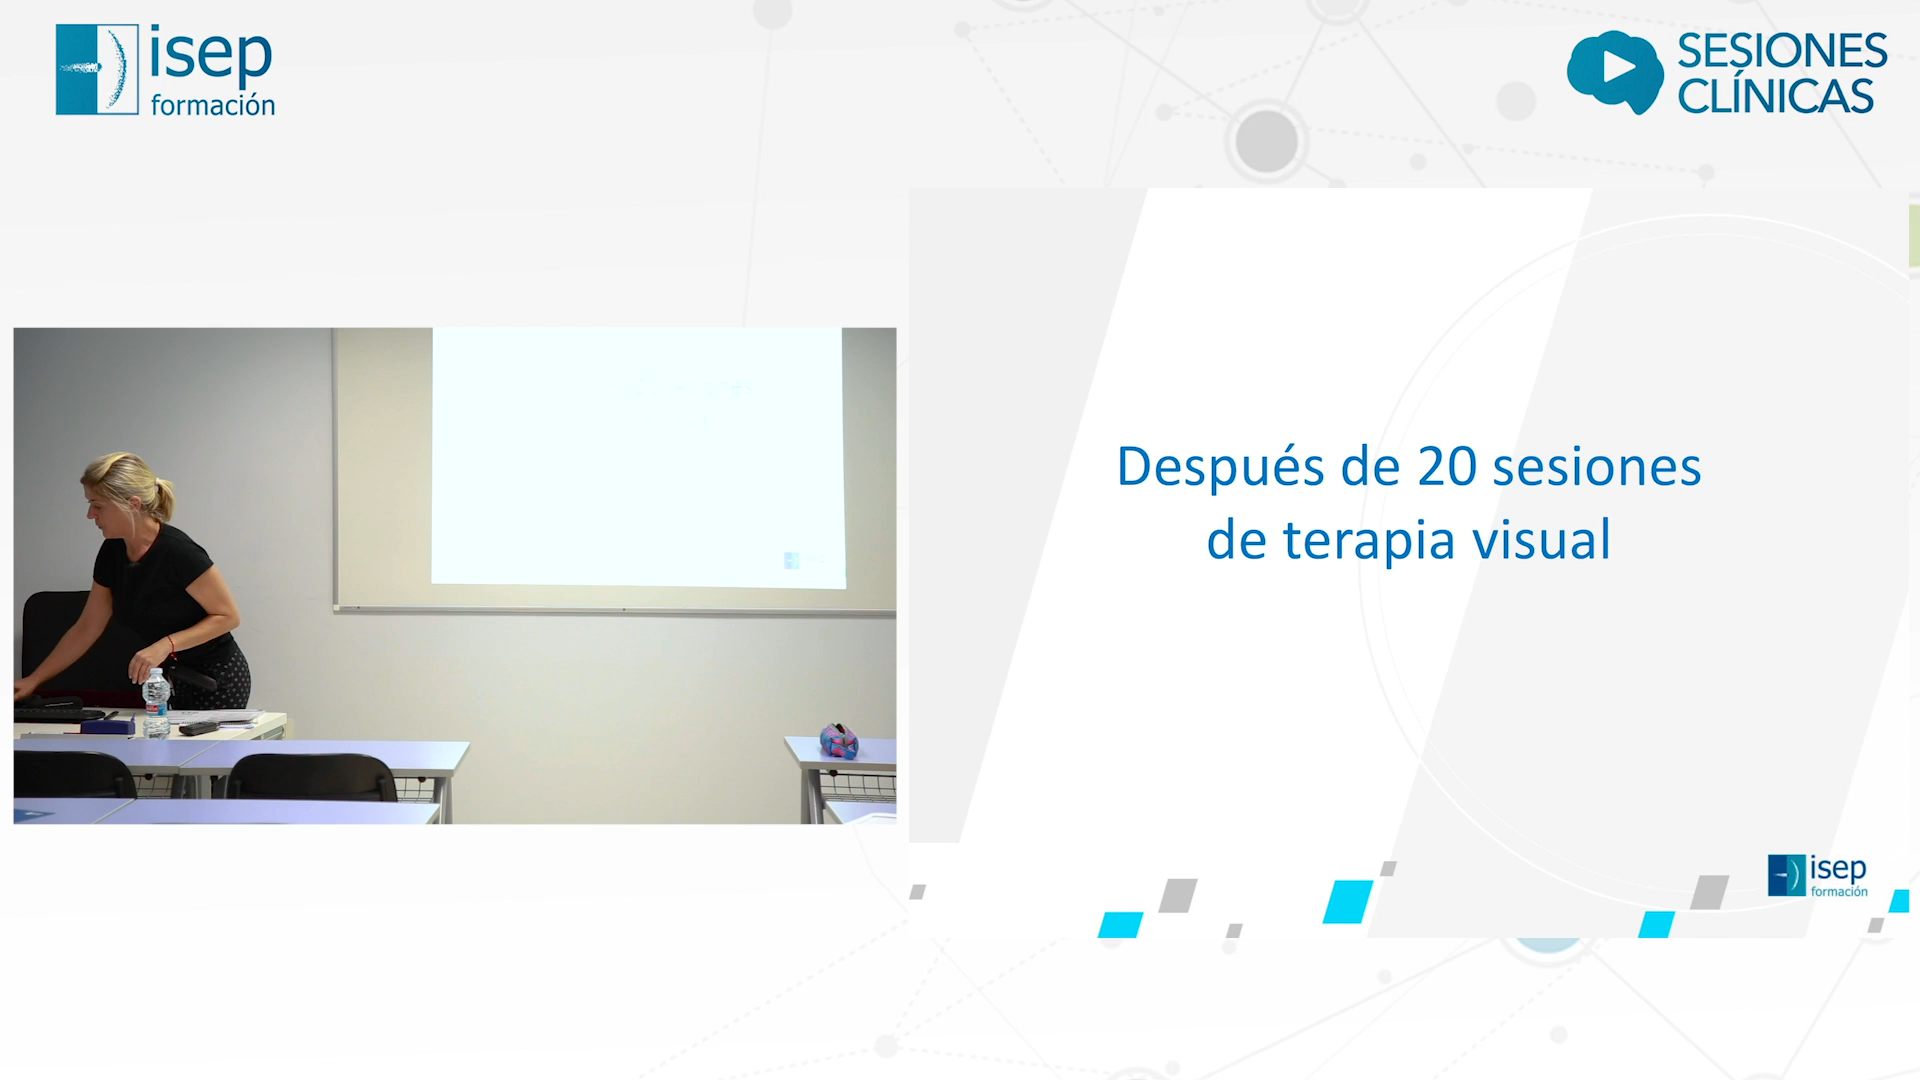 isep
formación
SESIONES
CLÍNICAS
Después de 20 sesiones
de terapia visual
isep
formación